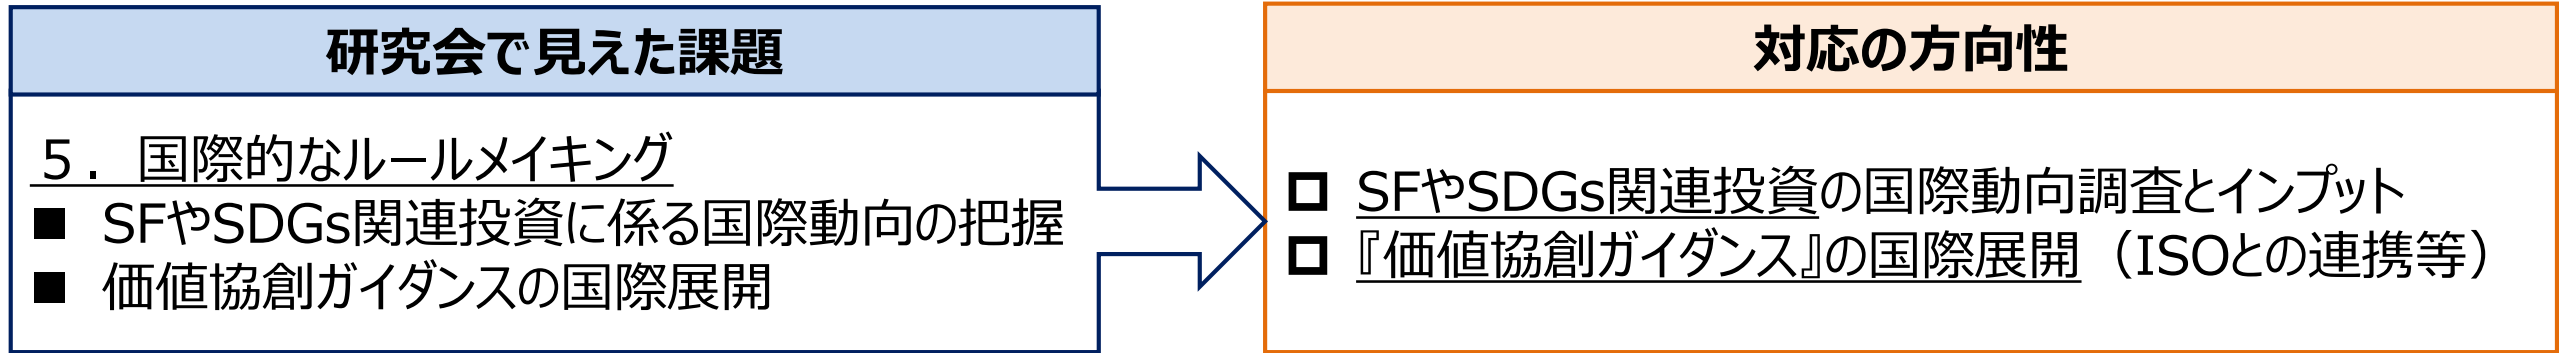 研究会で見えた課題
５．国際的なルールメイキング
■ SFやSDGs関連投資に係る国際動向の把握
■ 価値協創ガイダンスの国際展開
対応の方向性
□ SFやSDGs関連投資の国際動向調査とインプット
□ 『価値協創ガイダンス』の国際展開（ISOとの連携等）